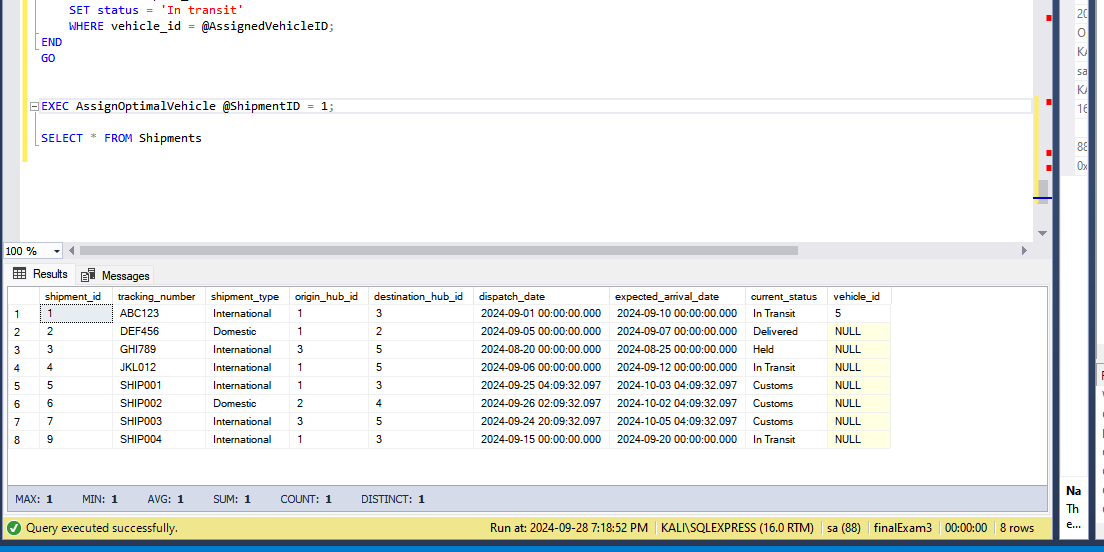 SET status = 'In transit'
WHERE vehicle_id = @AssignedVehicleID;
END
GO
EXEC AssignOptimalVehicle @ShipmentID = 1;
SELECT * FROM Shipments
100 %
Results Messages
shipment_id tracking_number shipment_type origin_hub_id destination_hub_id dispatch_date expected_arrival_date current_status vehicle_id
1 1 ABC123 International 1 3 2024-09-01 00:00:00.000 2024-09-10 00:00:00.000 In Transit 5
2 2 DEF456 Domestic 1 2 2024-09-05 00:00:00.000 2024-09-07 00:00:00.000 Delivered NULL
3 3 GHI789 International 3 5 2024-08-20 00:00:00.000 2024-08-25 00:00:00.000 Held NULL
4 4 JKL012 International 1 5 2024-09-06 00:00:00.000 2024-09-12 00:00:00.000 In Transit NULL
5 5 SHIP001 International 1 3 2024-09-25 04:09:32.097 2024-10-03 04:09:32.097 Customs NULL
6 6 SHIP002 Domestic 2 4 2024-09-26 02:09:32.097 2024-10-02 04:09:32.097 Customs NULL
7 7 SHIP003 International 3 5 2024-09-24 20:09:32.097 2024-10-05 04:09:32.097 Customs NULL
8 9 SHIP004 International 1 3 2024-09-15 00:00:00.000 2024-09-20 00:00:00.000 In Transit NULL
MAX: 1 MIN: 1 AVG: 1 SUM: 1 COUNT: 1 DISTINCT: 1
Query executed successfully. Run at: 2024-09-28 7:18:52 PM KALI\SQLEXPRESS (16.0 RTM) sa (88) finalExam3 00:00:00 8 rows
20
O
KA
sa
KA
16
88
0x
Na
Th
e...